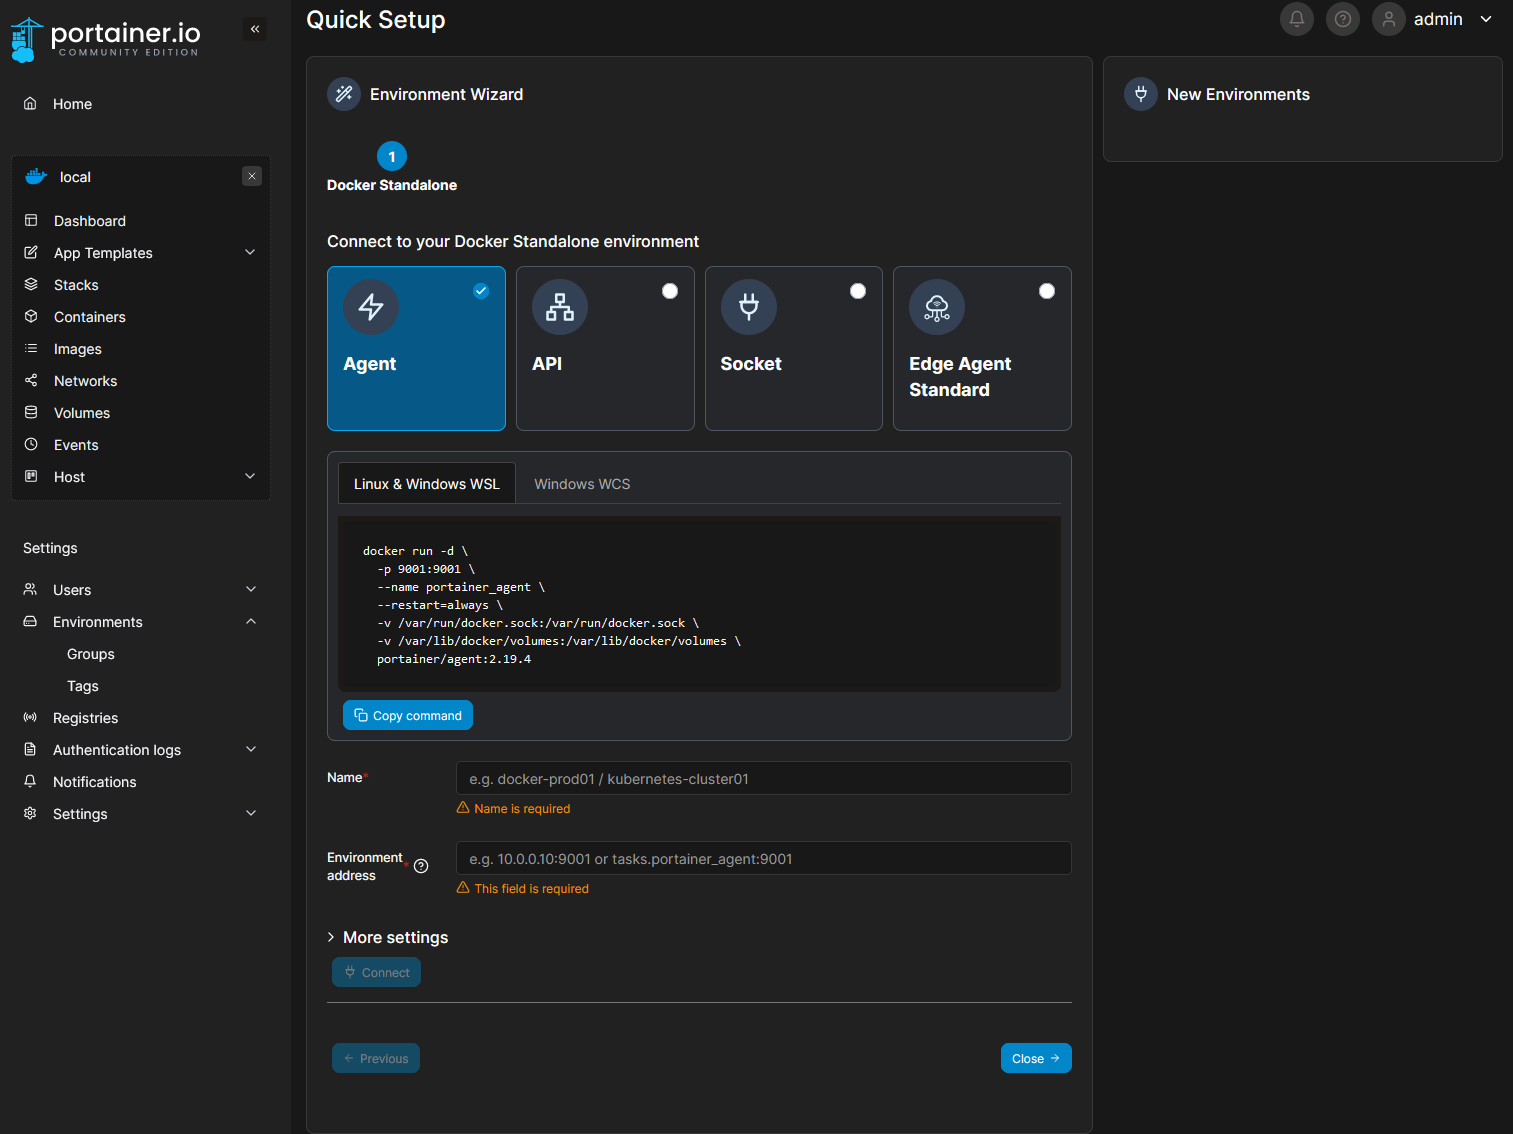 portainer.io
COMMUNITY EDITION
Home
local
Dashboard
App Templates
Stacks
Containers
Images
Networks
Volumes
Events
Host
Settings
Users
Environments
Groups
Tags
Registries
Authentication logs
Notifications
Settings
Quick Setup
admin
Environment Wizard
1
Docker Standalone
Connect to your Docker Standalone environment
Agent
API
Socket
Edge Agent
Standard
Linux & Windows WSL
Windows WCS
docker run -d \
-p 9001:9001 \
--name portainer_agent \
--restart=always \
-v /var/run/docker.sock:/var/run/docker.sock \
-v /var/lib/docker/volumes:/var/lib/docker/volumes \
portainer/agent:2.19.4
Copy command
Name*
e.g. docker-prod01 / kubernetes-cluster01
Name is required
Environment
address*
e.g. 10.0.0.10:9001 or tasks.portainer_agent:9001
This field is required
More settings
Connect
Previous
Close
New Environments